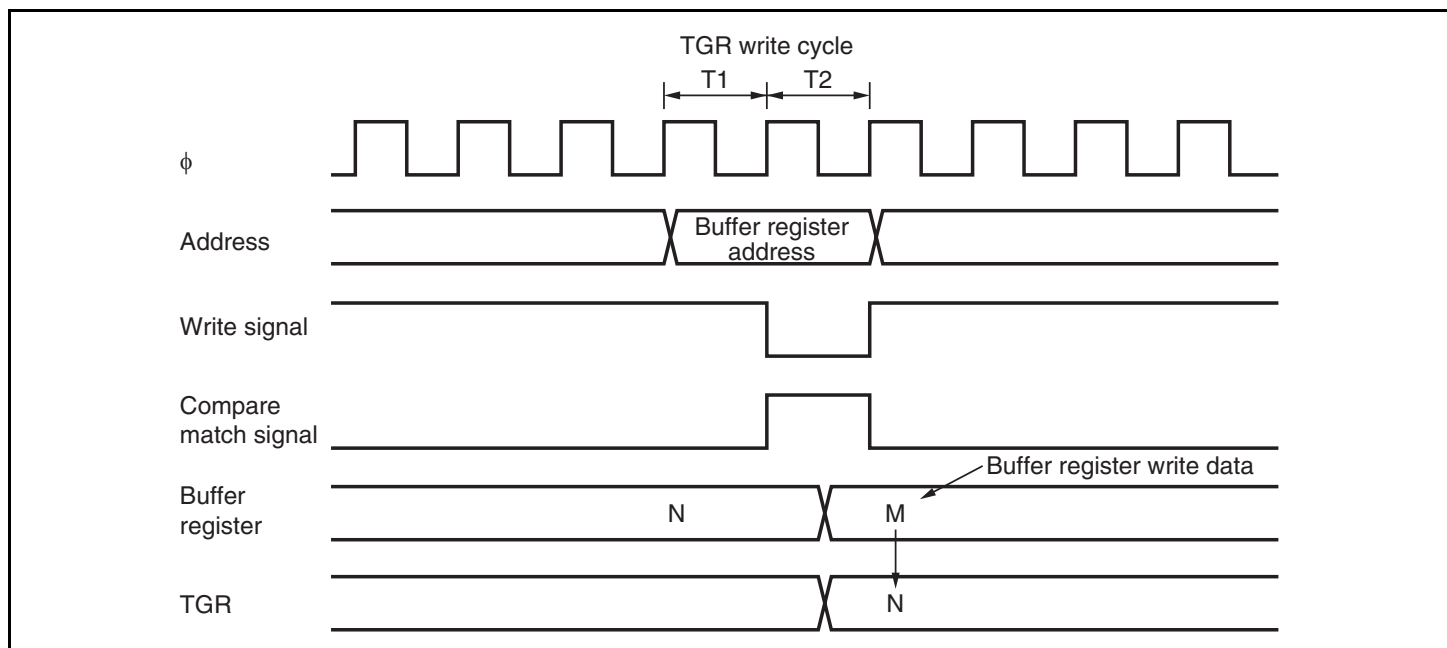 TGR write cycle
T1 T2
ϕ
Address
Buffer register
address
Write signal
Compare
match signal
Buffer register write data
Buffer
register
N M
TGR
N